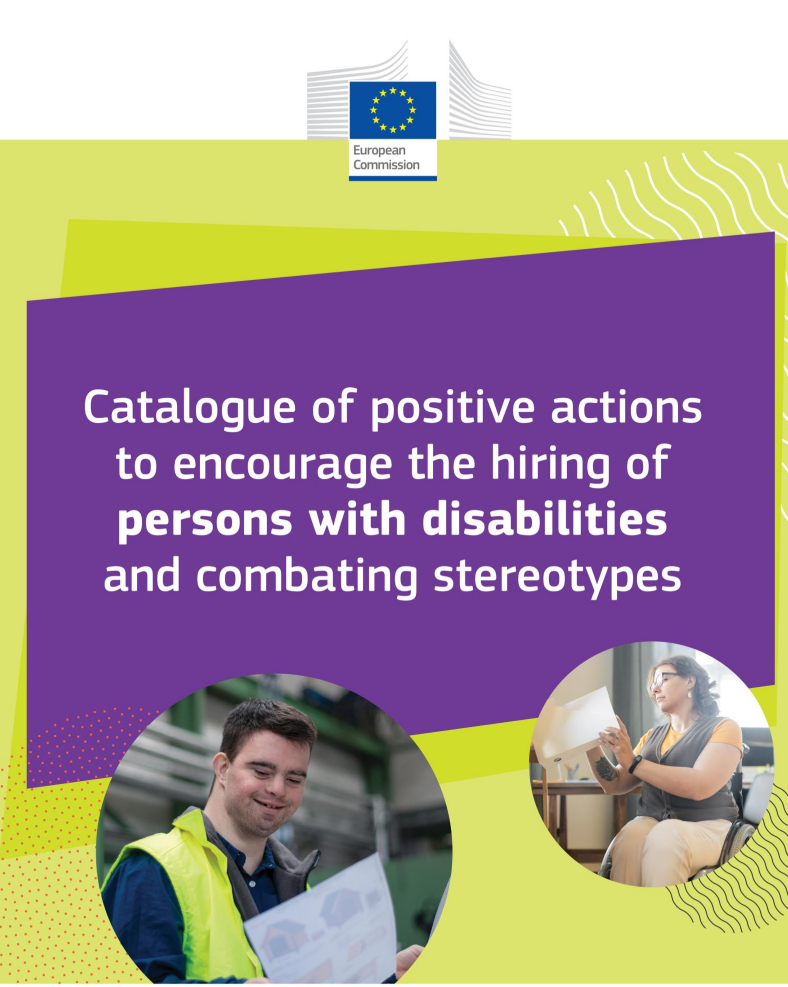 European
Commission
Catalogue of positive actions
to encourage the hiring of
persons with disabilities
and combating stereotypes